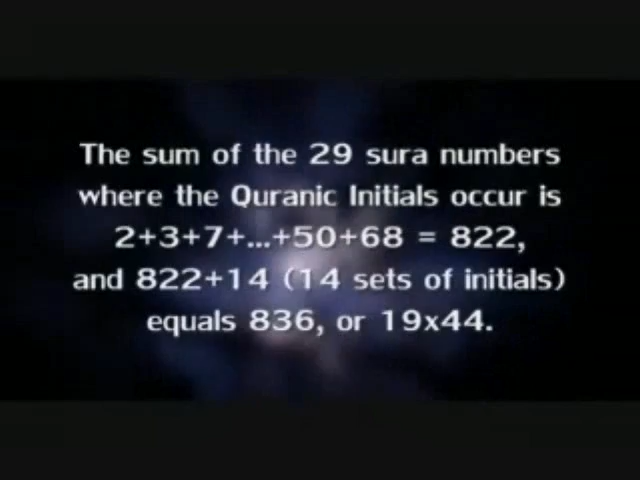 The sum of the 29 sura numbers
where the Quranic Initials occur is
2+3+7+...+50+68 = 822,
and 822+14 (14 sets of initials)
equals 836, or 19x44.